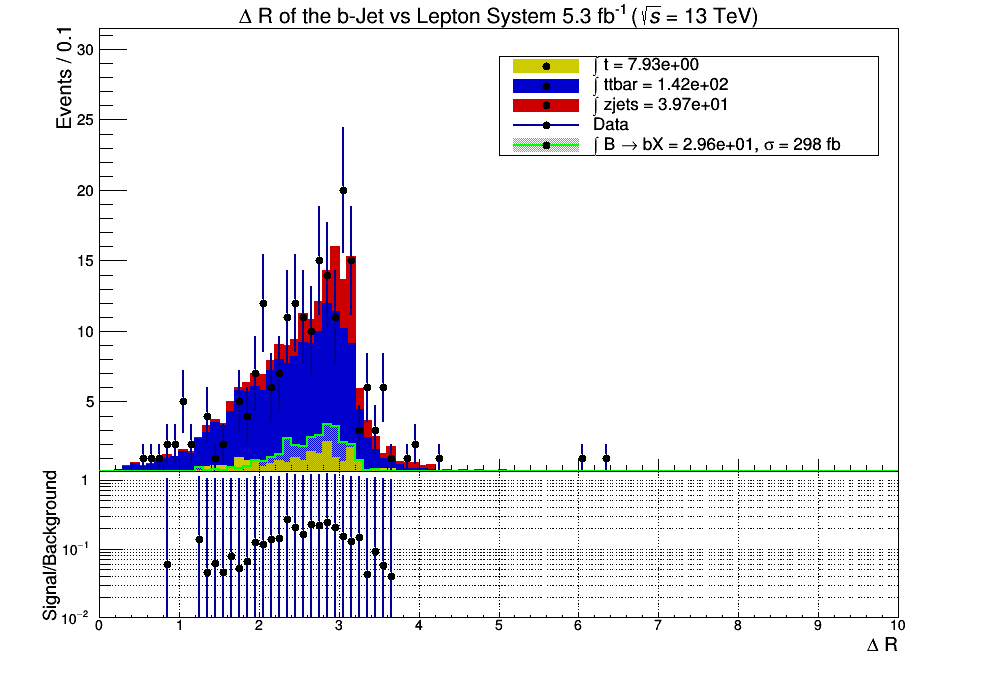 Δ R of the b-Jet vs Lepton System 5.3 fb⁻¹ (√s = 13 TeV)
Events / 0.1
30
25
20
15
10
5
∫ t = 7.93e+00
∫ ttbar = 1.42e+02
∫ zjets = 3.97e+01
Data
∫ B → bX = 2.96e+01, σ = 298 fb
Signal/Background
1
10⁻¹
10⁻²
0 1 2 3 4 5 6 7 8 9 10
Δ R